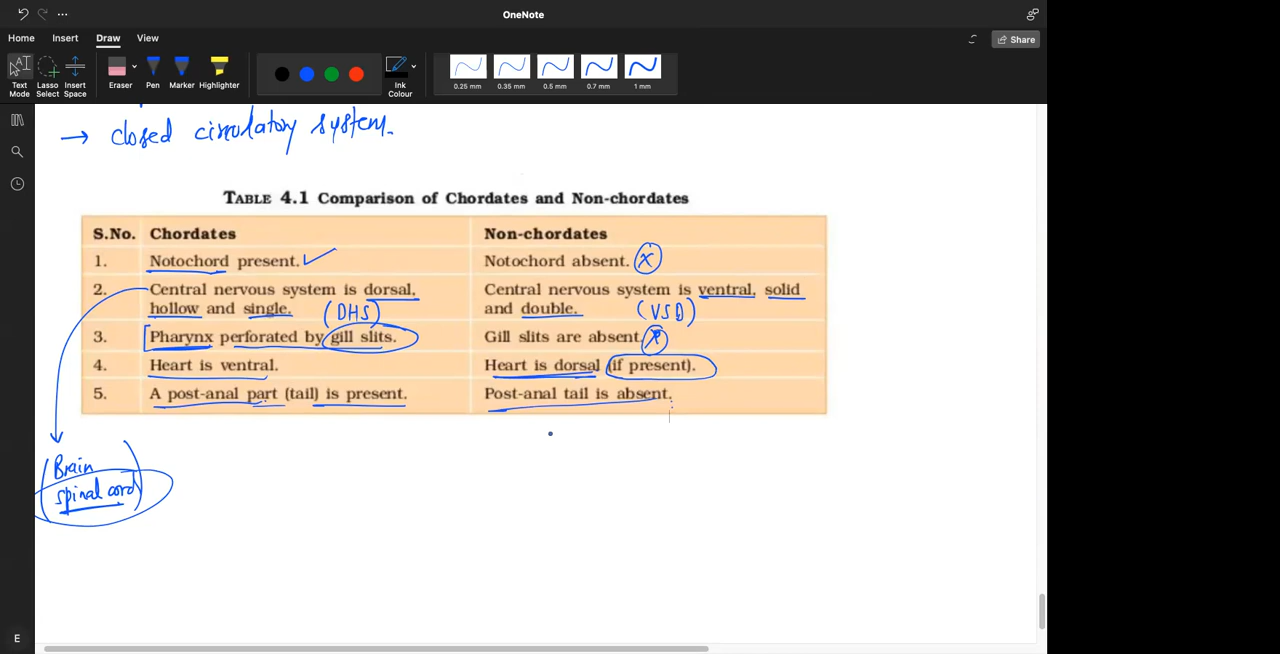 OneNote
Home Insert Draw View
Share
Text Mode
Lasso Select
Insert Space
Eraser
Pen
Marker
Highlighter
Ink Colour
0.25 mm
0.35 mm
0.5 mm
0.7 mm
1 mm
→ closed circulatory system.
TABLE 4.1 Comparison of Chordates and Non-chordates
S.No. Chordates Non-chordates
1. Notochord present. ✓ Notochord absent. X
2. Central nervous system is dorsal, Central nervous system is ventral, solid
hollow and single. (DHS) and double. (VSD)
3. Pharynx perforated by gill slits. Gill slits are absent. X
4. Heart is ventral. Heart is dorsal (if present).
5. A post-anal part (tail) is present. Post-anal tail is absent.
Brain
spinal cord
E